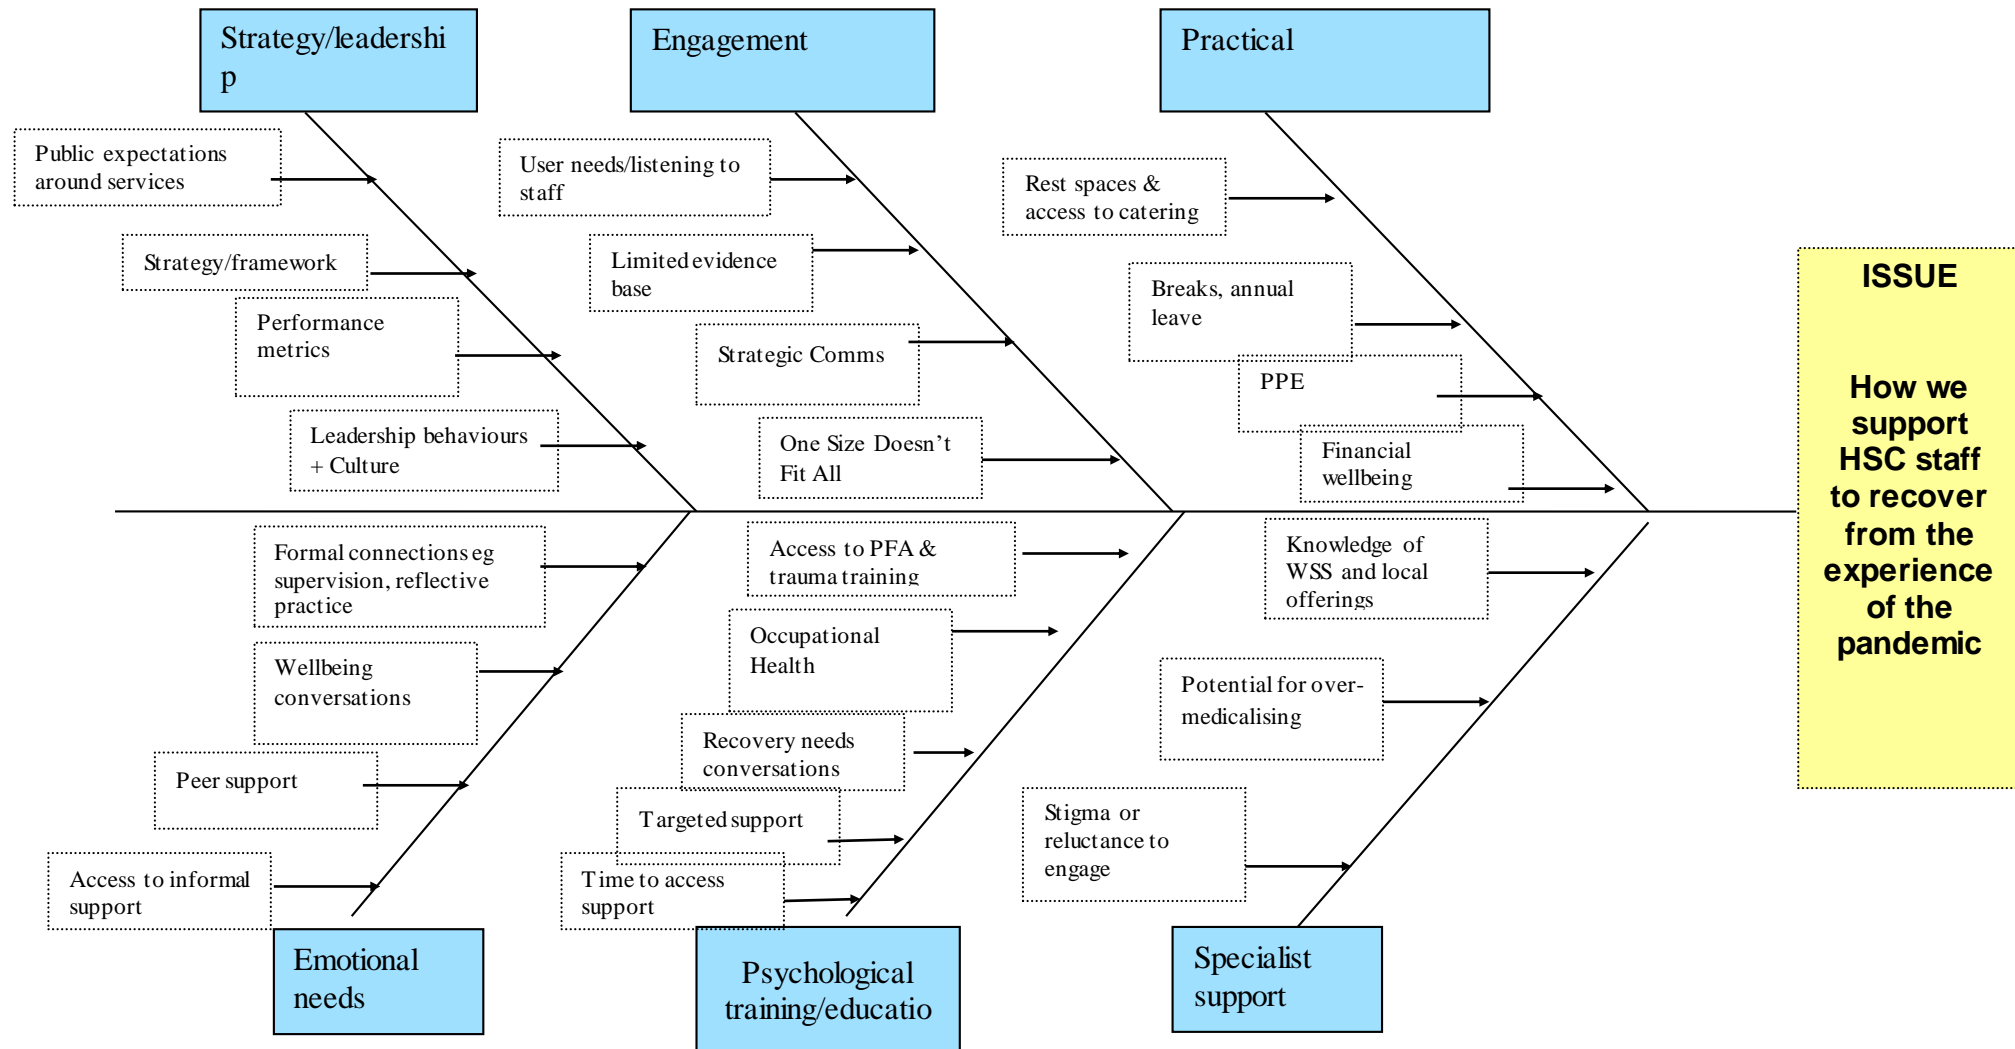 Strategy/leadershi
p
Engagement
Practical
Public expectations
around services
Strategy/framework
Performance
metrics
Leadership behaviours
+ Culture
User needs/listening to
staff
Limited evidence
base
Strategic Comms
One Size Doesn't
Fit All
Rest spaces &
access to catering
Breaks, annual
leave
PPE
Financial
wellbeing
ISSUE
How we
support
HSC staff
to recover
from the
experience
of the
pandemic
Formal connections eg
supervision, reflective
practice
Wellbeing
conversations
Peer support
Access to informal
support
Emotional
needs
Access to PFA &
trauma training
Occupational
Health
Recovery needs
conversations
Targeted support
Time to access
support
Psychological
training/educatio
Knowledge of
WSS and local
offerings
Potential for over-
medicalising
Stigma or
reluctance to
engage
Specialist
support